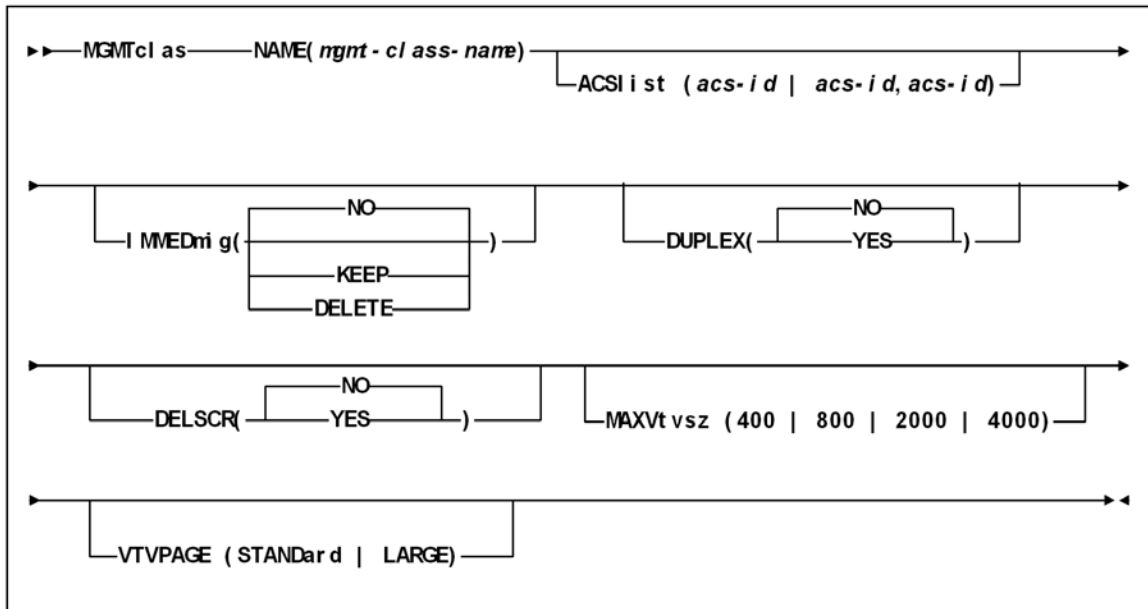 MGMTclas NAME(mgmt-class-name)
ACSlist (acs-id | acs-id,acs-id)
NO NO
IMMEDmig( ) DUPLEX( YES )
KEEP
DELETE
NO
DELSCR( YES ) MAXVtvsz (400 | 800 | 2000 | 4000)
VTVPAGE (STANDard | LARGE)